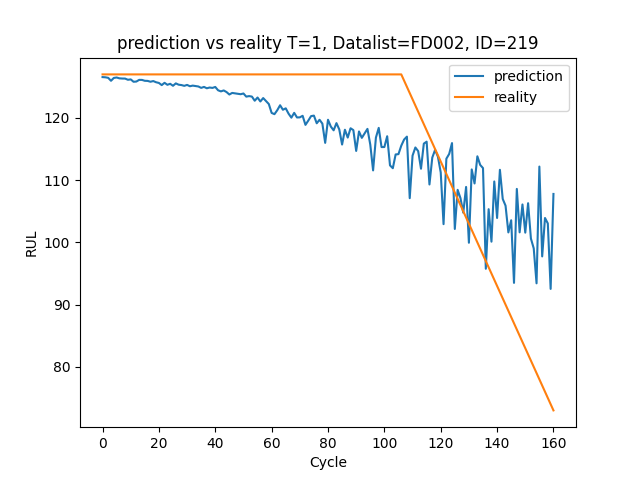 prediction vs reality T=1, Datalist=FD002, ID=219
prediction
reality
RUL
120
110
100
90
80
0 20 40 60 80 100 120 140 160
Cycle